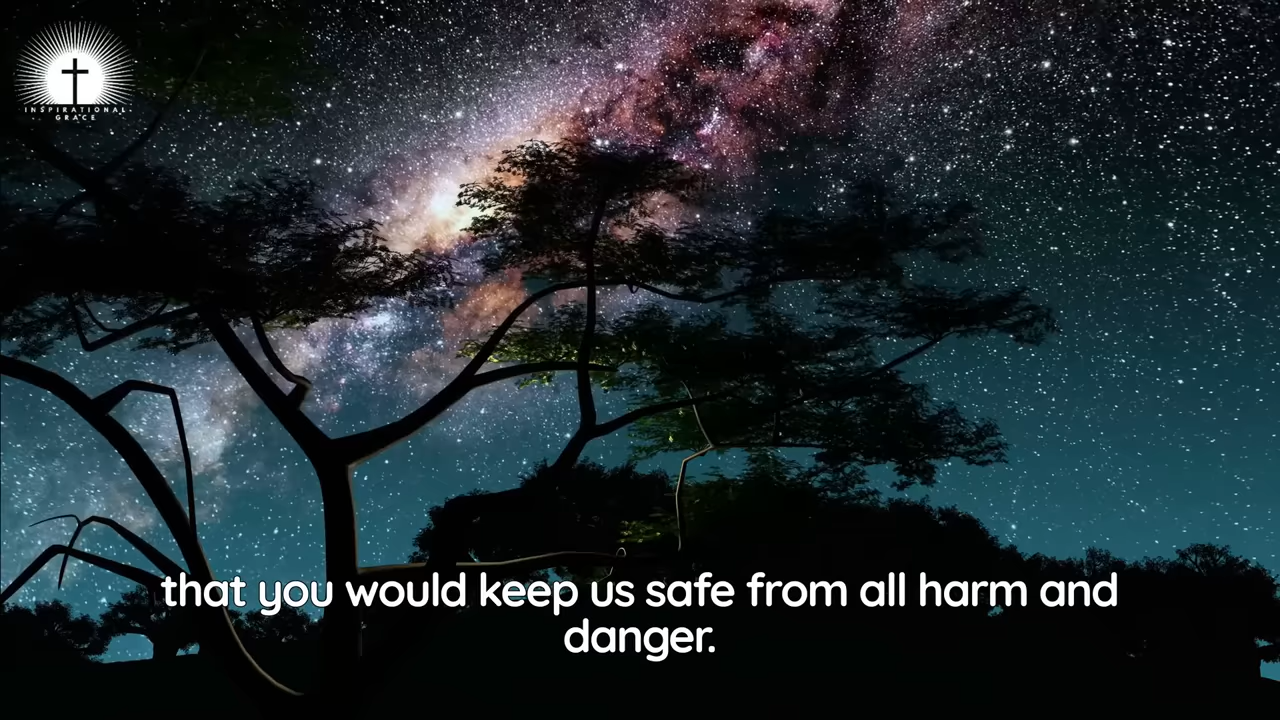 INSPIRATIONAL
GRACE
that you would keep us safe from all harm and
danger.